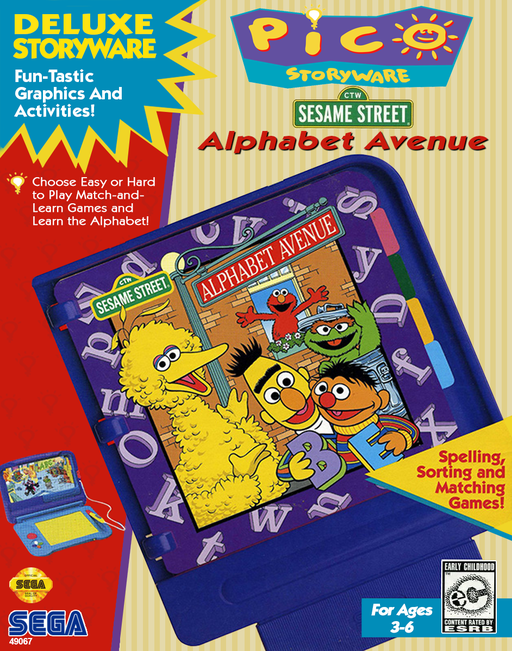 DELUXE
STORYWARE
Fun-Tastic
Graphics And
Activities!
PiCO
STORYWARE
CTW
SESAME STREET
Alphabet Avenue
Choose Easy or Hard
to Play Match-and-
Learn Games and
Learn the Alphabet!
CTW
SESAME STREET
ALPHABET AVENUE
B E
Spelling,
Sorting and
Matching
Games!
SEGA
SEGA
49067
For Ages
3-6
EARLY CHILDHOOD
CONTENT RATED BY
ESRB